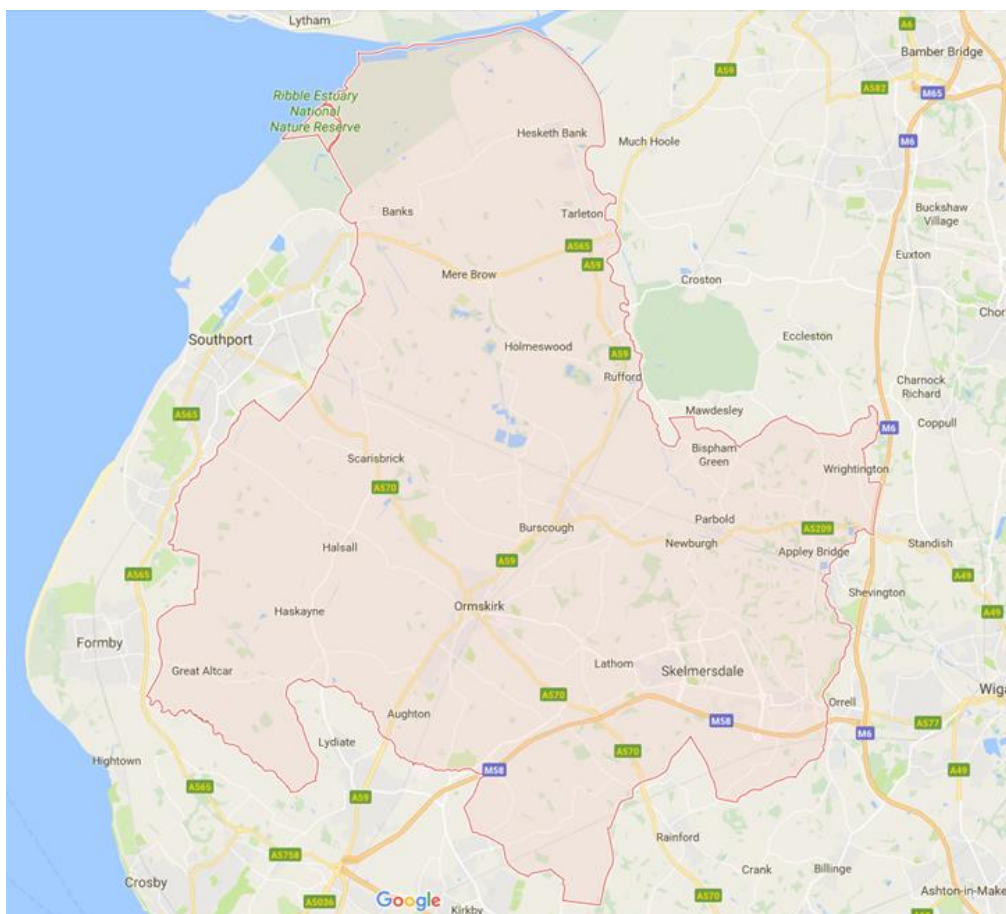 Lytham
A6
Bamber Bridge
A59
A582
M65
Ribble Estuary
National
Nature Reserve
Hesketh Bank
Much Hoole
M6
Banks
Tarleton
Buckshaw
Village
A565
A59
Euxton
Mere Brow
Croston
Chor
Southport
Holmeswood
Eccleston
A59
Rufford
Charnock
Richard
A565
Mawdesley
Coppull
M6
Scarisbrick
Bispham
Green
Wrightington
A570
Parbold
Burscough
A5209
Halsall
Newburgh
Standish
Appley Bridge
A59
A565
A49
Shevington
Ormskirk
Haskayne
A49
Formby
Great Altcar
Lathom
Skelmersdale
Wiga
A570
Orrell
Aughton
M58
A577
M6
Lydiate
A570
Hightown
M58
A49
A565
A59
Rainford
A5758
Crank
Billinge
Crosby
A570
Ashton-in-Make
A5036
Google
Kirkby